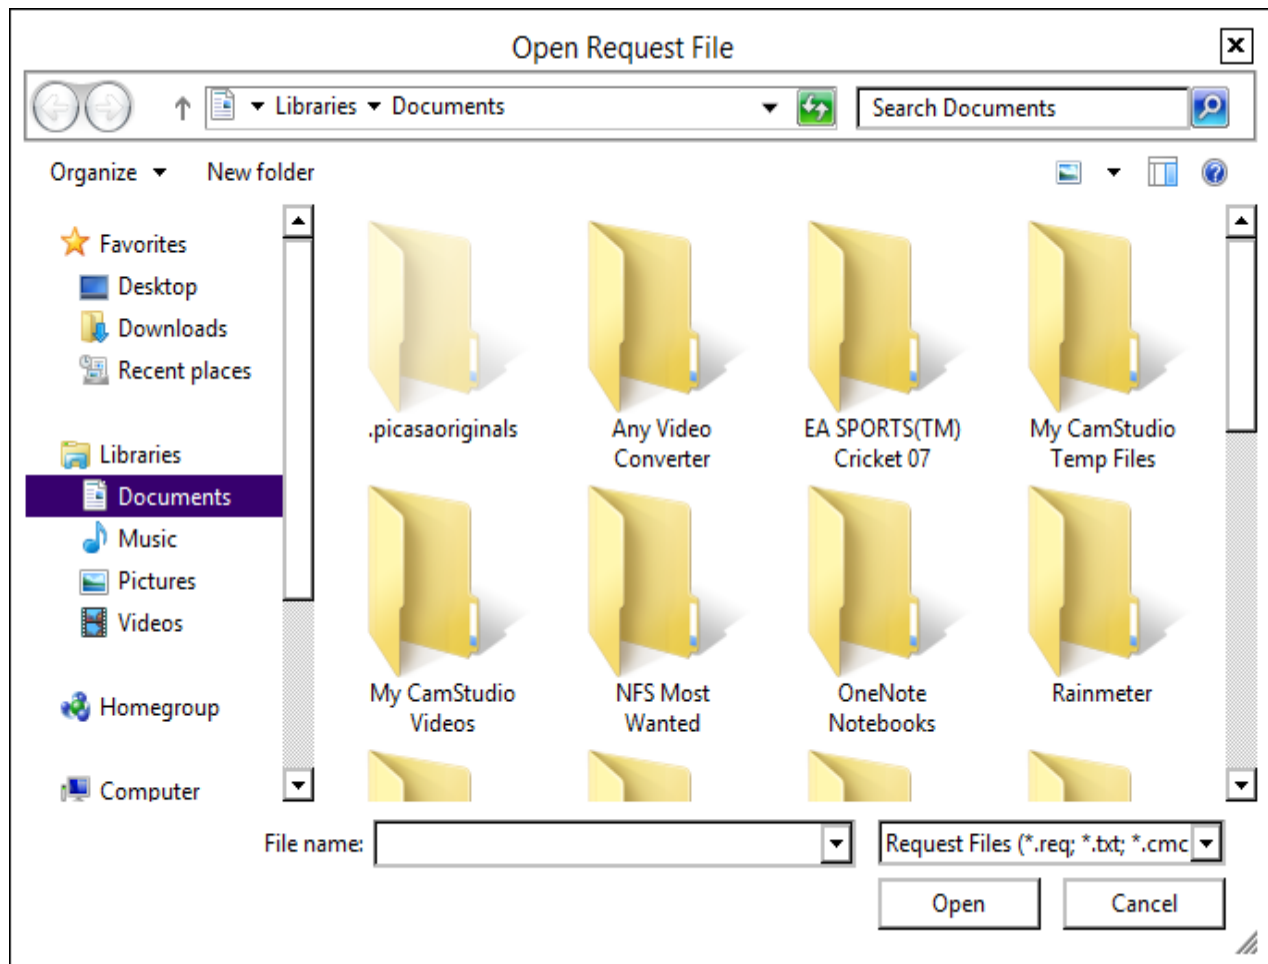 Open Request File
Libraries Documents
Search Documents
Organize
New folder
Favorites
Desktop
Downloads
Recent places
Libraries
Documents
Music
Pictures
Videos
Homegroup
Computer
.picasaoriginals
Any Video
Converter
EA SPORTS(TM)
Cricket 07
My CamStudio
Temp Files
My CamStudio
Videos
NFS Most
Wanted
OneNote
Notebooks
Rainmeter
File name:
Request Files (*.req; *.txt; *.cmc
Open
Cancel